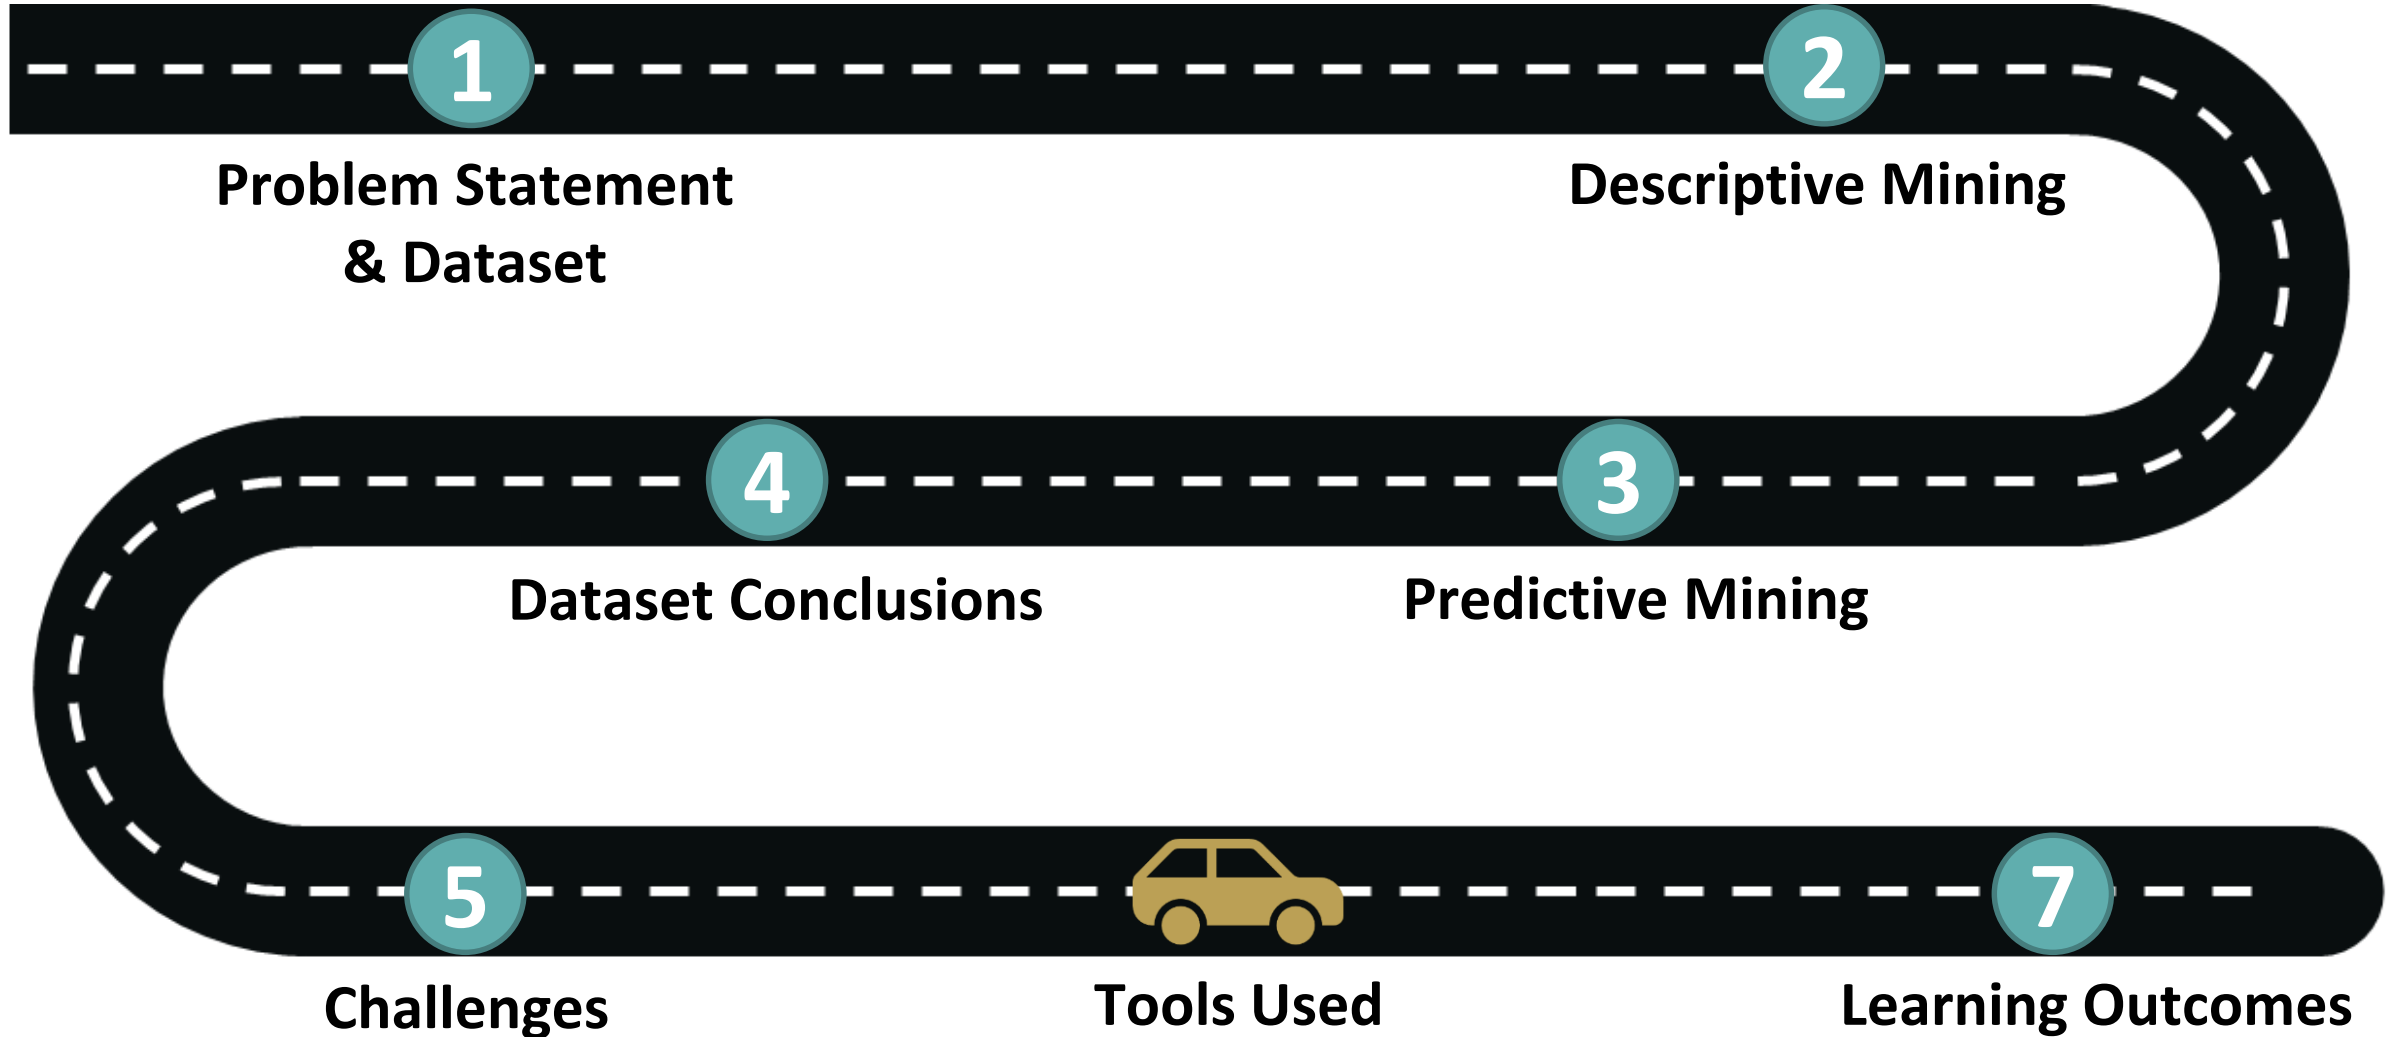 1
2
Problem Statement
& Dataset
Descriptive Mining
3
Predictive Mining
4
Dataset Conclusions
5
Challenges
Tools Used
7
Learning Outcomes